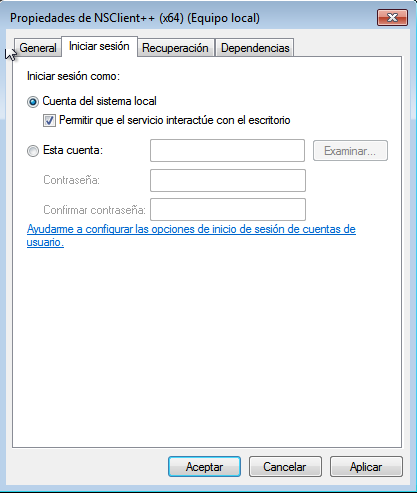 Propiedades de NSClient++ (x64) (Equipo local)
General Iniciar sesión Recuperación Dependencias
Iniciar sesión como:
Cuenta del sistema local
Permitir que el servicio interactúe con el escritorio
Esta cuenta: Examinar...
Contraseña:
Confirmar contraseña:
Ayudarme a configurar las opciones de inicio de sesión de cuentas de
usuario.
Aceptar Cancelar Aplicar